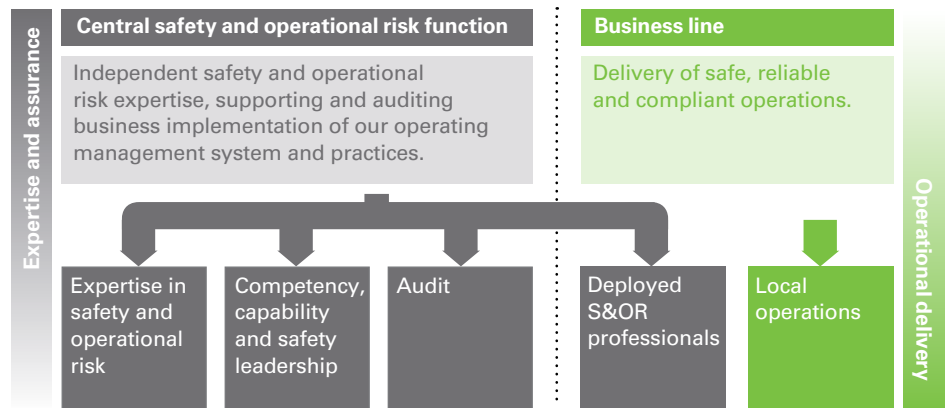 Expertise and assurance
Central safety and operational risk function
Independent safety and operational
risk expertise, supporting and auditing
business implementation of our operating
management system and practices.
Business line
Delivery of safe, reliable
and compliant operations.
Expertise in
safety and
operational
risk
Competency,
capability
and safety
leadership
Audit
Deployed
S&OR
professionals
Local
operations
Operational delivery